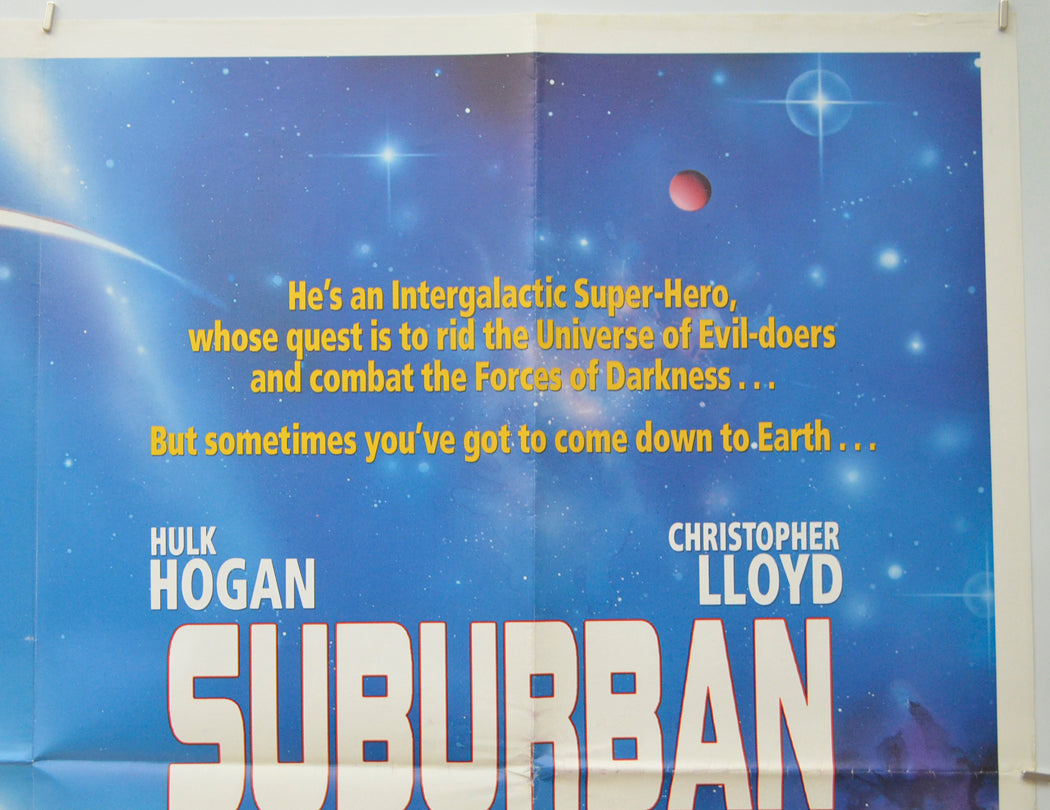 He's an Intergalactic Super-Hero,
whose quest is to rid the Universe of Evil-doers
and combat the Forces of Darkness . . .
But sometimes you've got to come down to Earth . . .
HULK
HOGAN
CHRISTOPHER
LLOYD
SUBURBAN